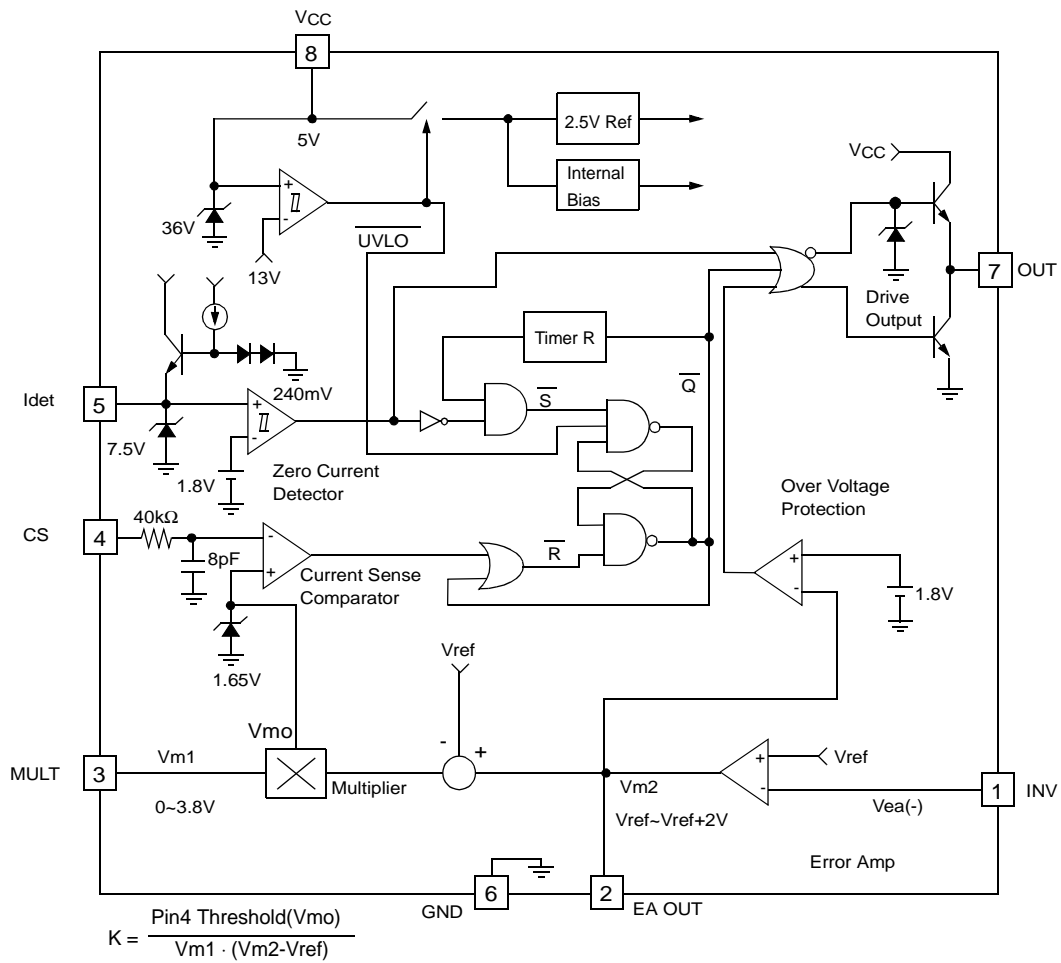 VCC
8
5V
2.5V Ref
Internal
Bias
VCC
+
-
36V
13V
UVLO
7
OUT
Drive
Output
Timer R
Q
Idet
5
240mV
+
-
S
7.5V
1.8V
Zero Current
Detector
Over Voltage
Protection
CS
4
40kΩ
8pF
-
+
Current Sense
Comparator
R
+
-
1.8V
1.65V
Vref
Vmo
-
+
MULT
3
Vm1
0~3.8V
Multiplier
Vm2
Vref~Vref+2V
+
-
Vref
Vea(-)
1
INV
Error Amp
GND
6
2
EA OUT
K = Pin4 Threshold(Vmo)
Vm1 · (Vm2-Vref)